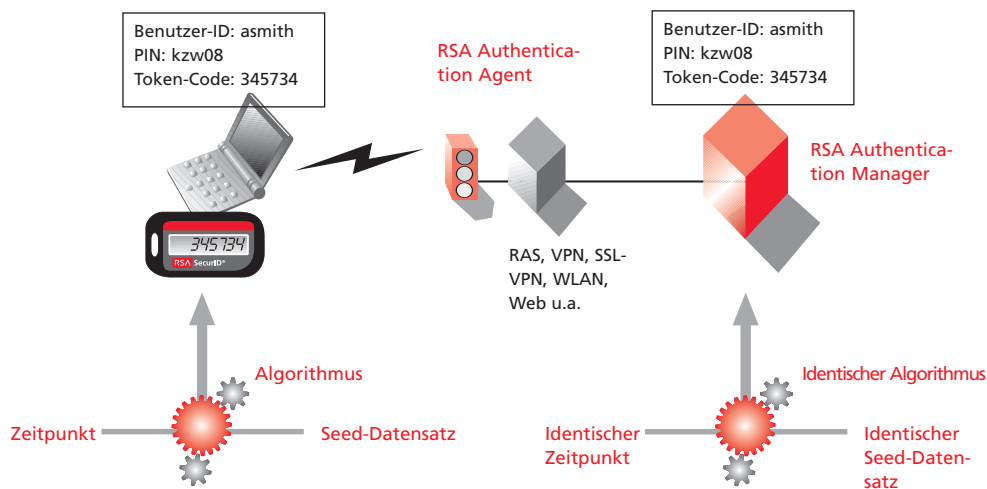 Benutzer-ID: asmith
PIN: kzw08
Token-Code: 345734
RSA Authentica-
tion Agent
Benutzer-ID: asmith
PIN: kzw08
Token-Code: 345734
RSA Authentica-
tion Manager
345734
RSA SecurID®
RAS, VPN, SSL-
VPN, WLAN,
Web u.a.
Algorithmus
Zeitpunkt
Seed-Datensatz
Identischer Algorithmus
Identischer
Zeitpunkt
Identischer
Seed-Daten-
satz